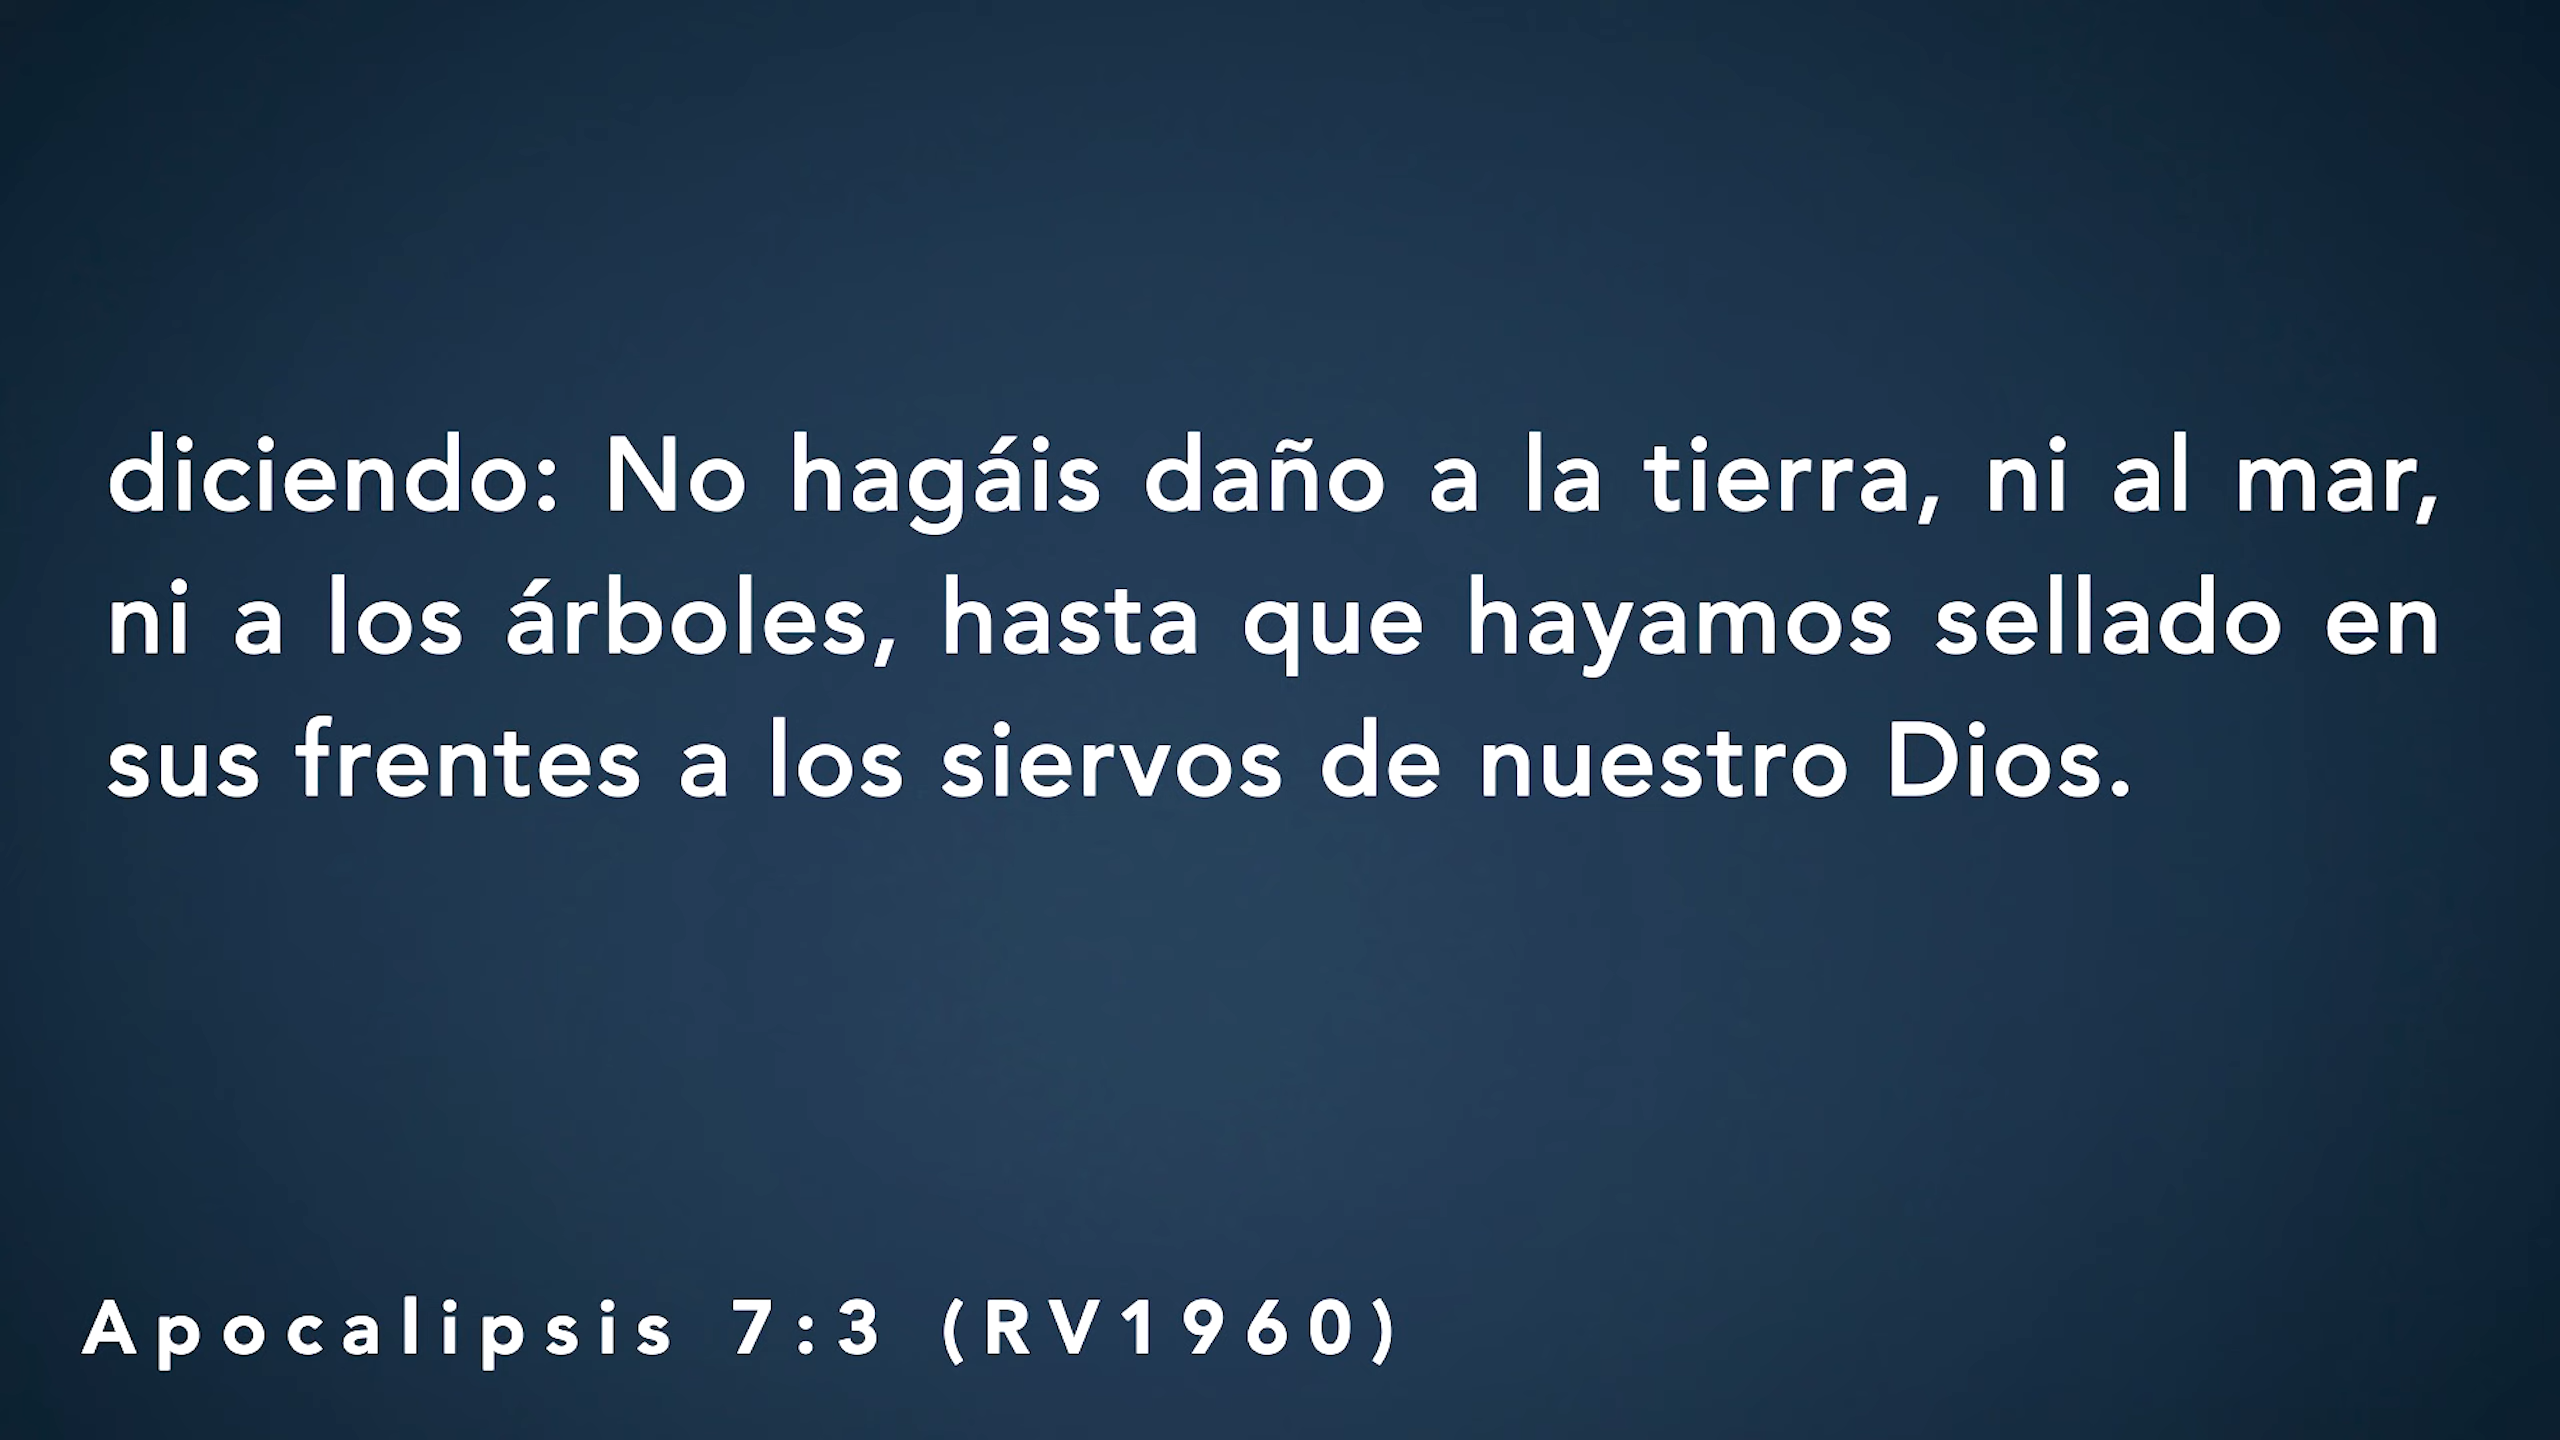 diciendo: No hagáis daño a la tierra, ni al mar,
ni a los árboles, hasta que hayamos sellado en
sus frentes a los siervos de nuestro Dios.
Apocalipsis 7:3 (RV1960)